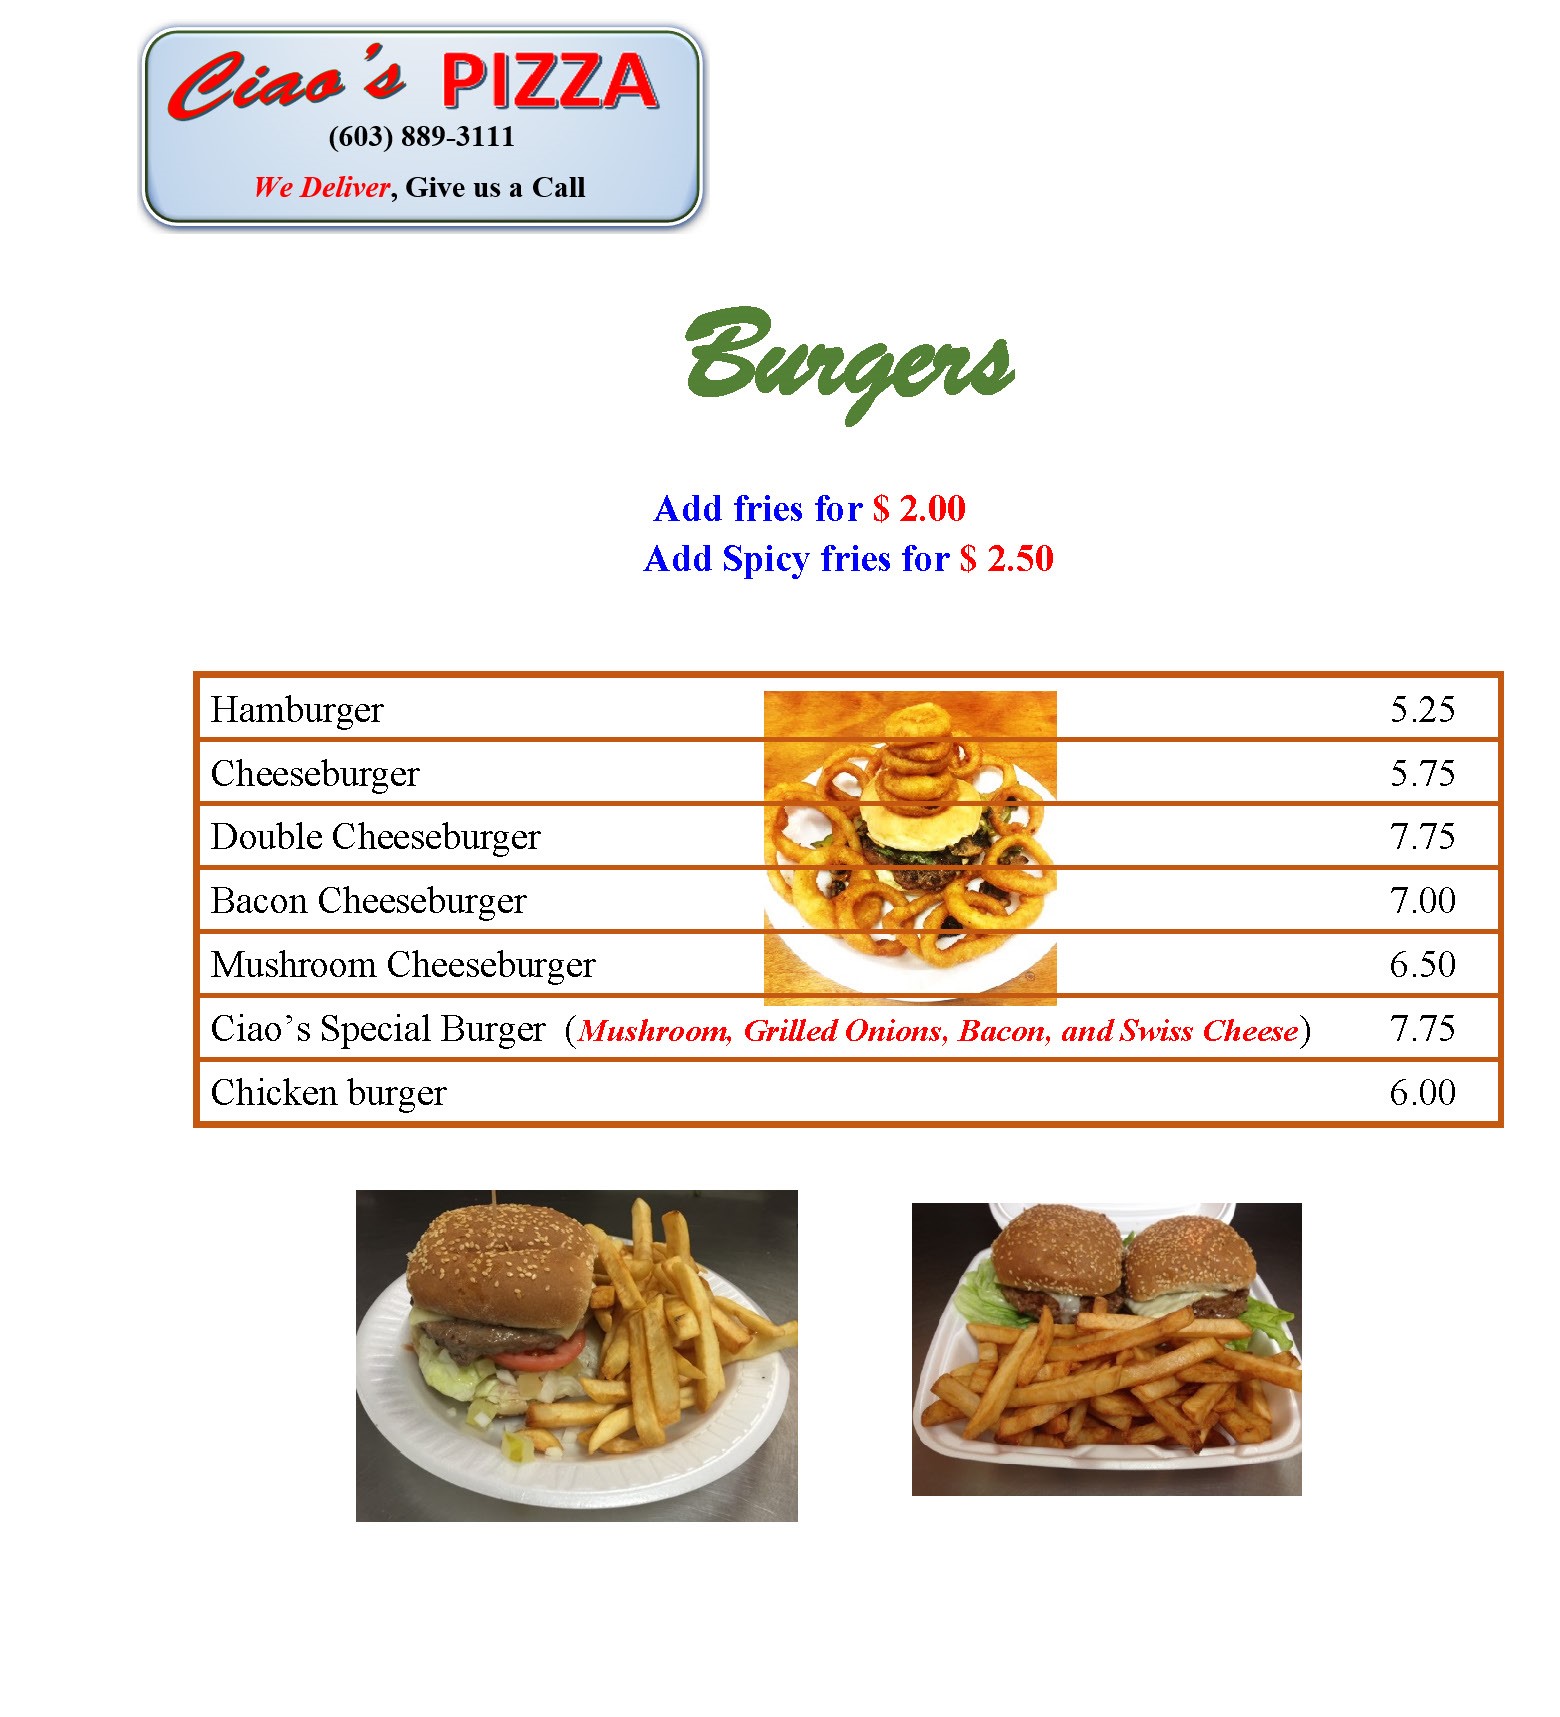 Ciao's PIZZA
(603) 889-3111
We Deliver, Give us a Call
Burgers
Add fries for $ 2.00
Add Spicy fries for $ 2.50
Hamburger 5.25
Cheeseburger 5.75
Double Cheeseburger 7.75
Bacon Cheeseburger 7.00
Mushroom Cheeseburger 6.50
Ciao’s Special Burger (Mushroom, Grilled Onions, Bacon, and Swiss Cheese) 7.75
Chicken burger 6.00